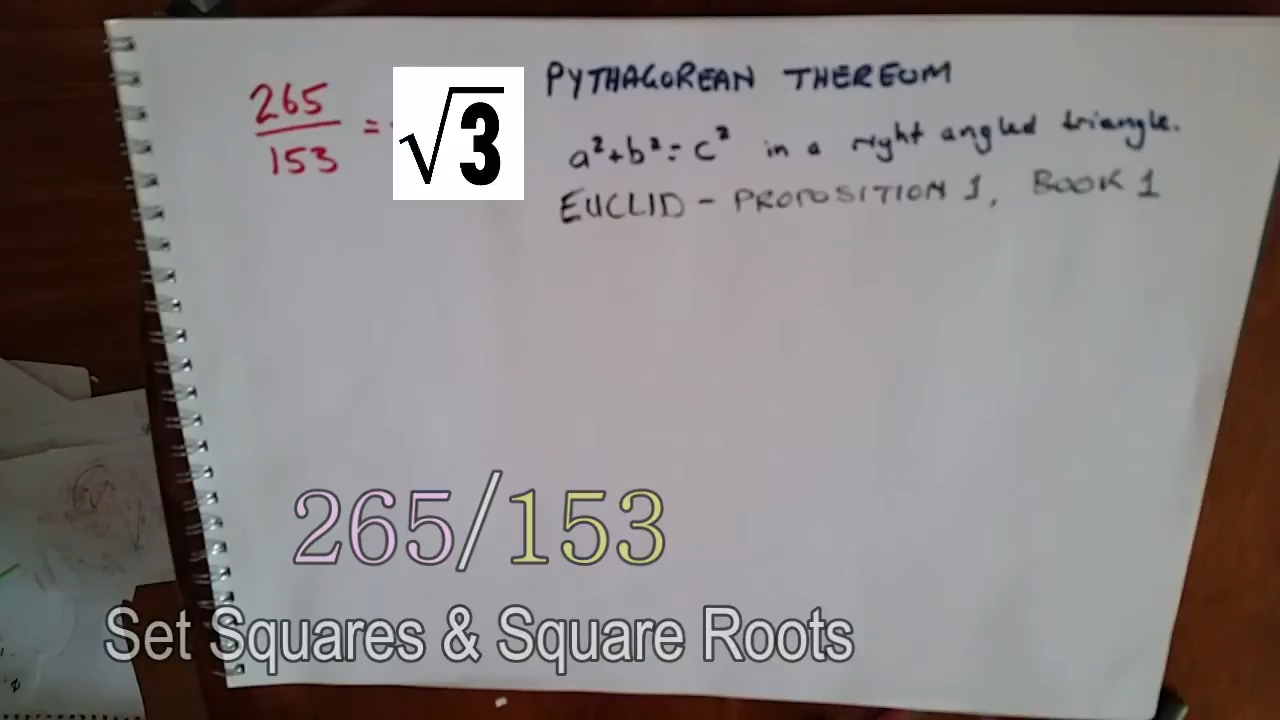 265
153
= √3
PYTHAGOREAN THEREUM
a²+b²=c² in a right angled triangle.
EUCLID - PROPOSITION 1, BOOK 1
265/153
Set Squares & Square Roots